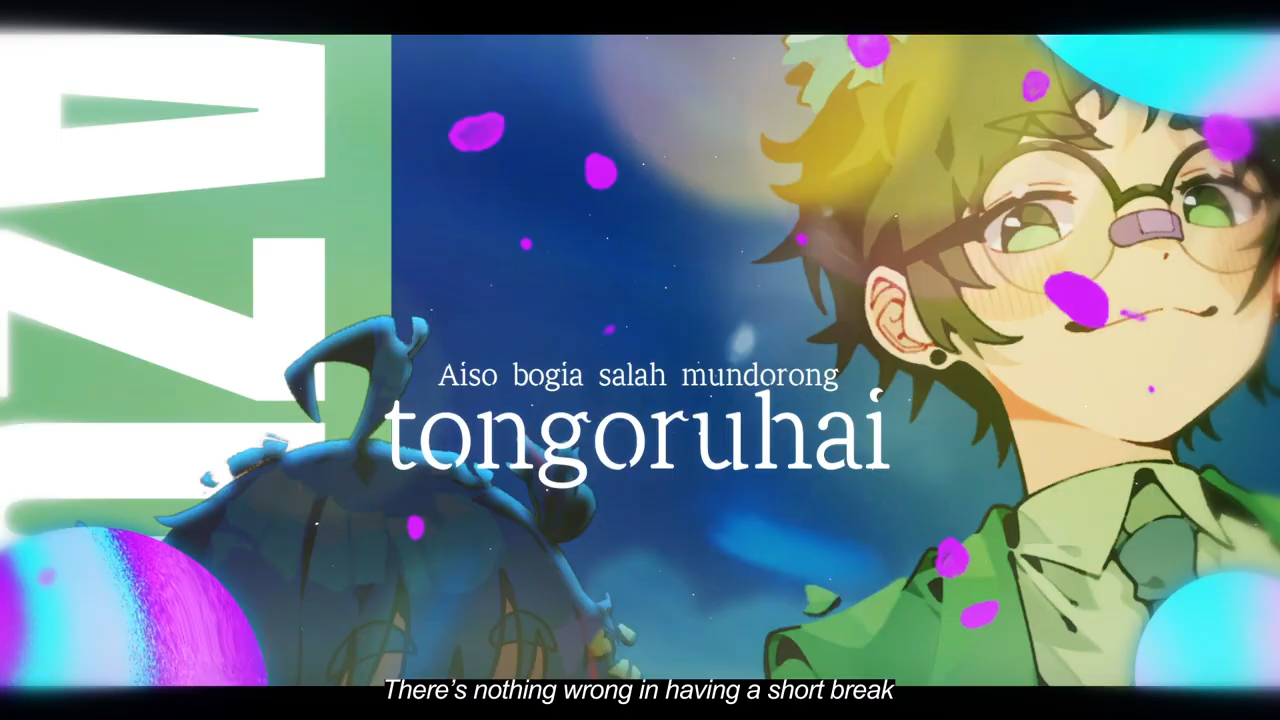 Aiso bogia salah mundorong
tongoruhai
There's nothing wrong in having a short break